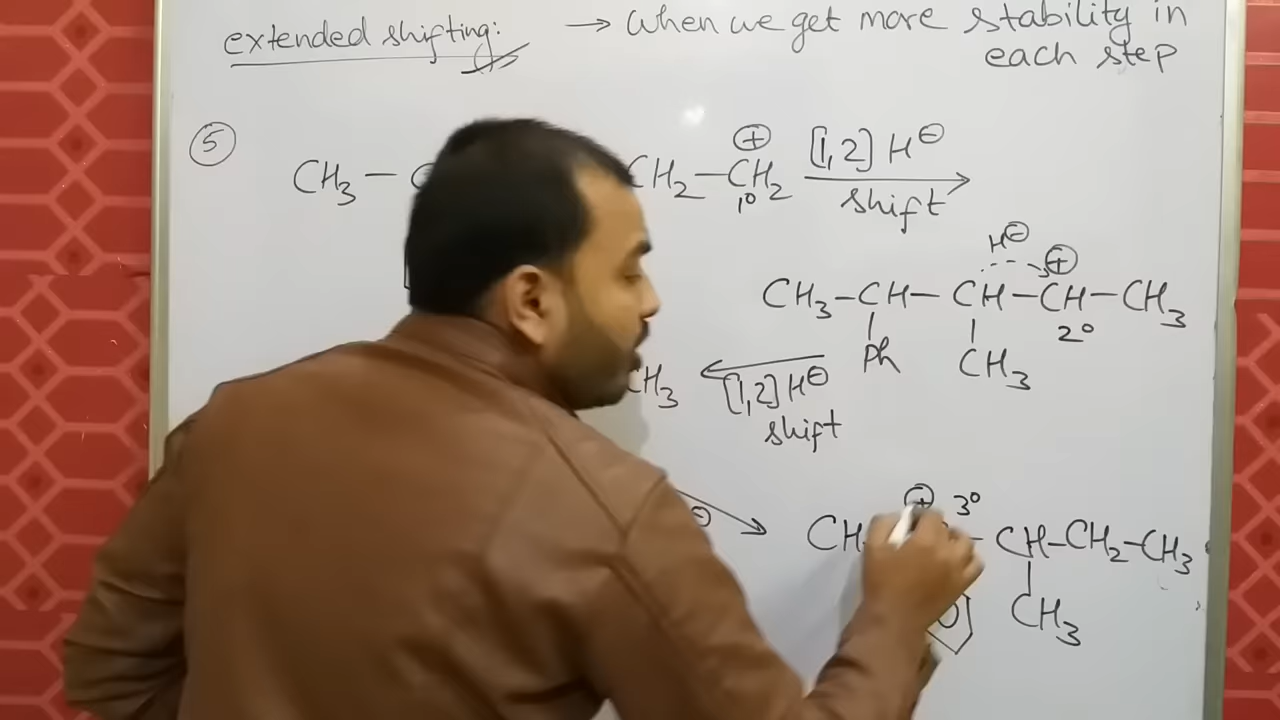 extended shifting: → When we get more stability in
each step
⑤
CH₃ – C
CH₂–CH₂ [1,2] H⊖
⊕
1° shift
H⊖ ⊕
CH₃–CH–CH–CH–CH₃
2°
Ph CH₃
CH₃ [1,2] H⊖
shift
⊕ 3°
⊖ CH – CH–CH₂–CH₃
CH₃